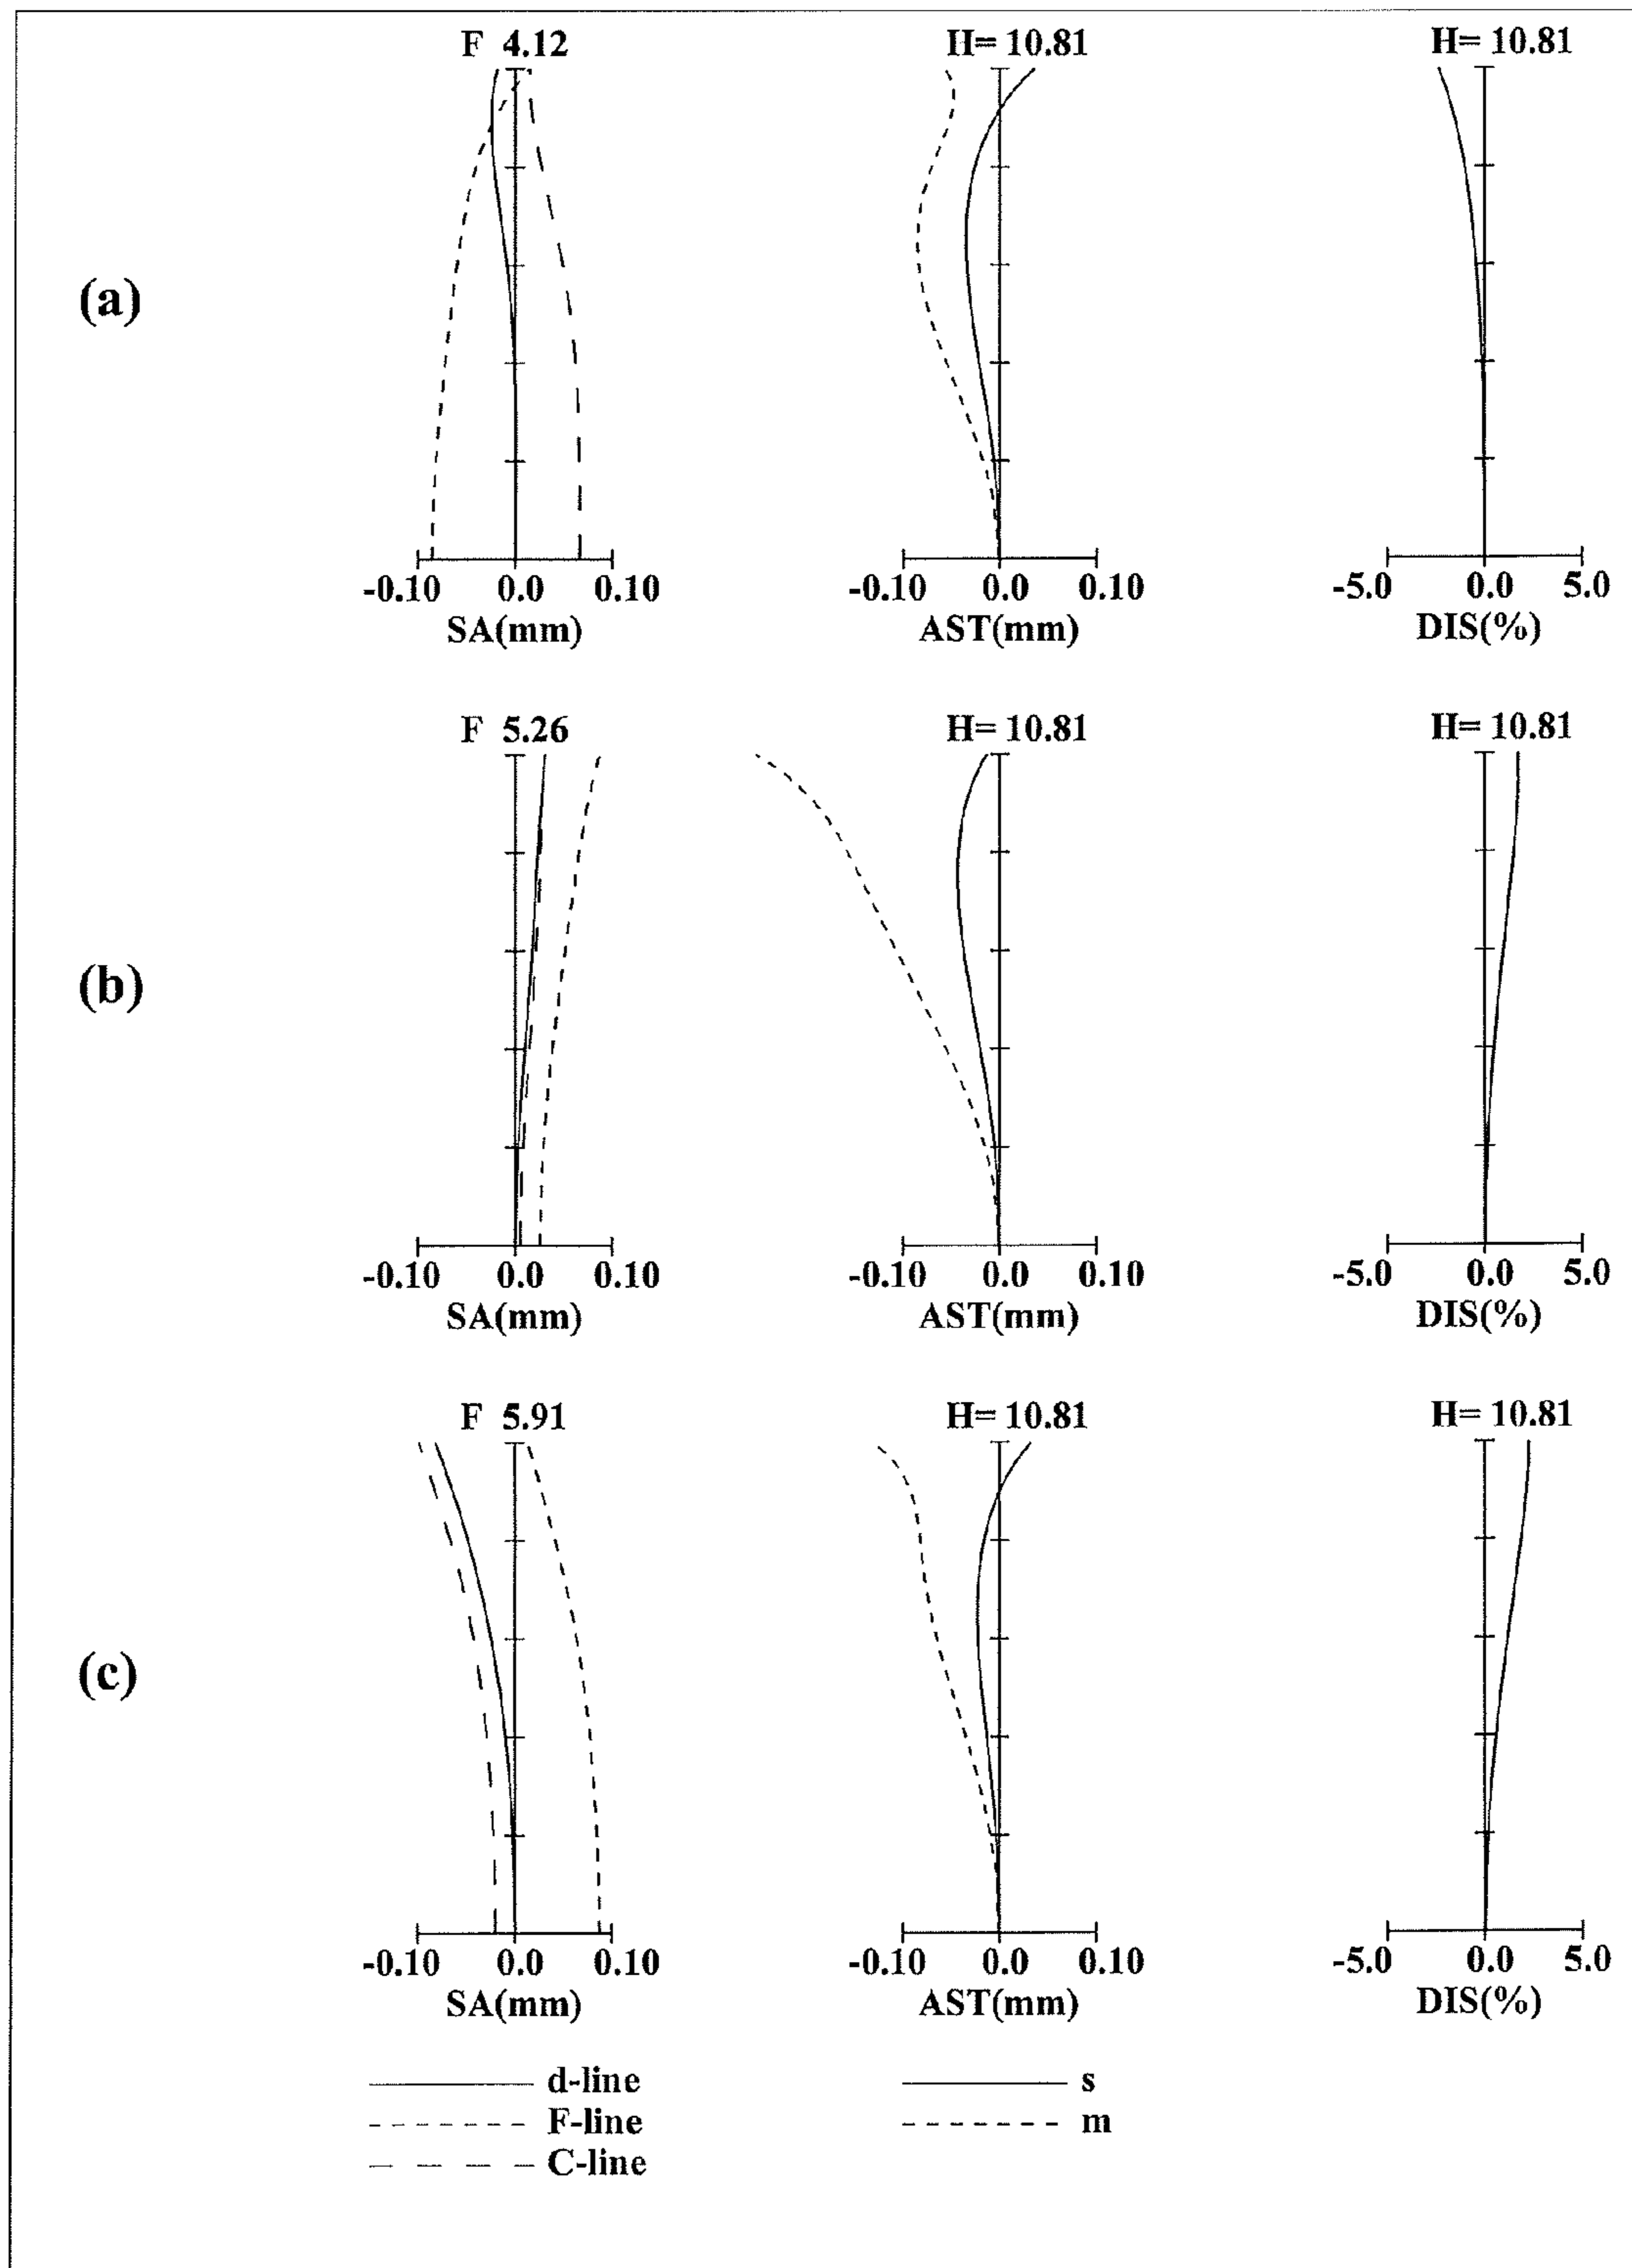 F 4.12 H= 10.81 H= 10.81
(a)
-0.10 0.0 0.10 -0.10 0.0 0.10 -5.0 0.0 5.0
SA(mm) AST(mm) DIS(%)
F 5.26 H= 10.81 H= 10.81
(b)
-0.10 0.0 0.10 -0.10 0.0 0.10 -5.0 0.0 5.0
SA(mm) AST(mm) DIS(%)
F 5.91 H= 10.81 H= 10.81
(c)
-0.10 0.0 0.10 -0.10 0.0 0.10 -5.0 0.0 5.0
SA(mm) AST(mm) DIS(%)
d-line s
F-line m
C-line